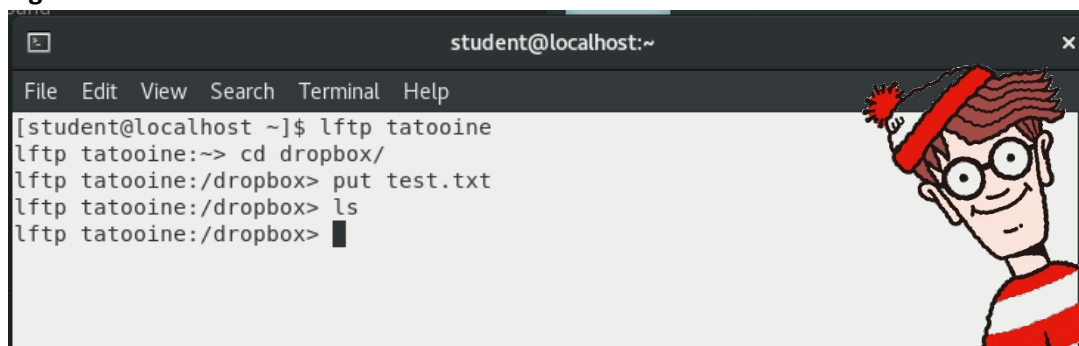 student@localhost:~
File Edit View Search Terminal Help
[student@localhost ~]$ lftp tatooine
lftp tatooine:~> cd dropbox/
lftp tatooine:/dropbox> put test.txt
lftp tatooine:/dropbox> ls
lftp tatooine:/dropbox>